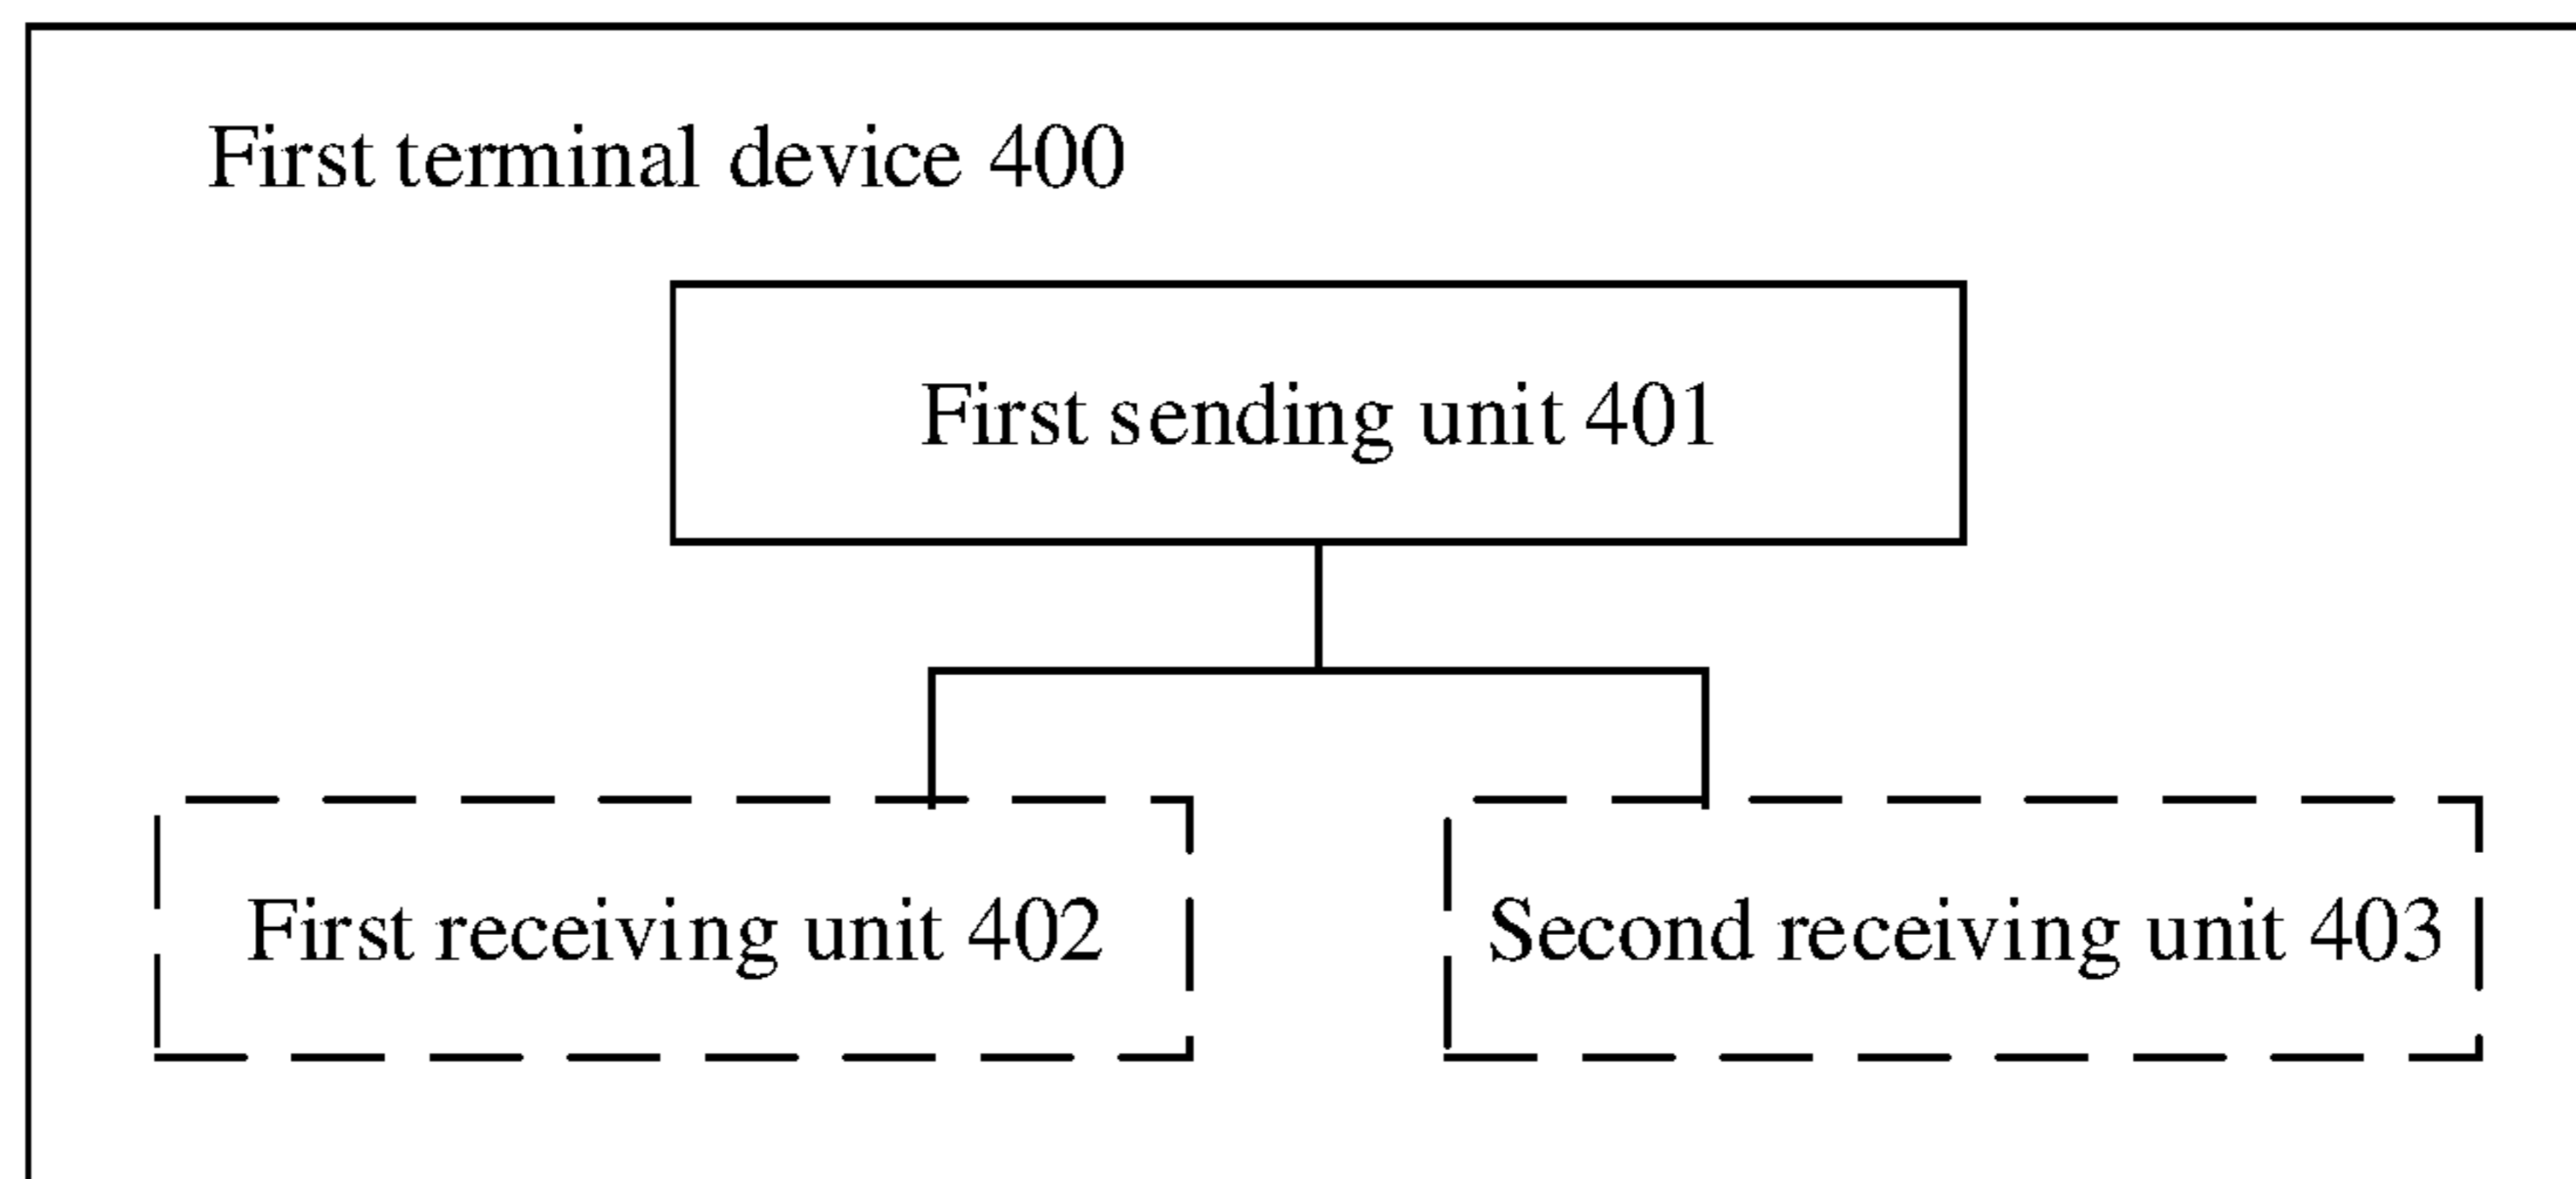 First terminal device 400
First sending unit 401
First receiving unit 402
Second receiving unit 403